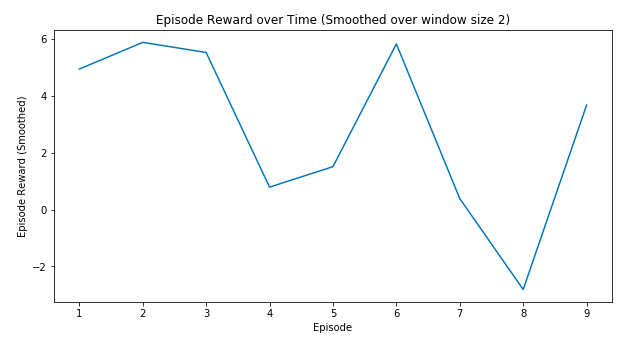 Episode Reward over Time (Smoothed over window size 2)
6
4
2
0
−2
Episode Reward (Smoothed)
1 2 3 4 5 6 7 8 9
Episode